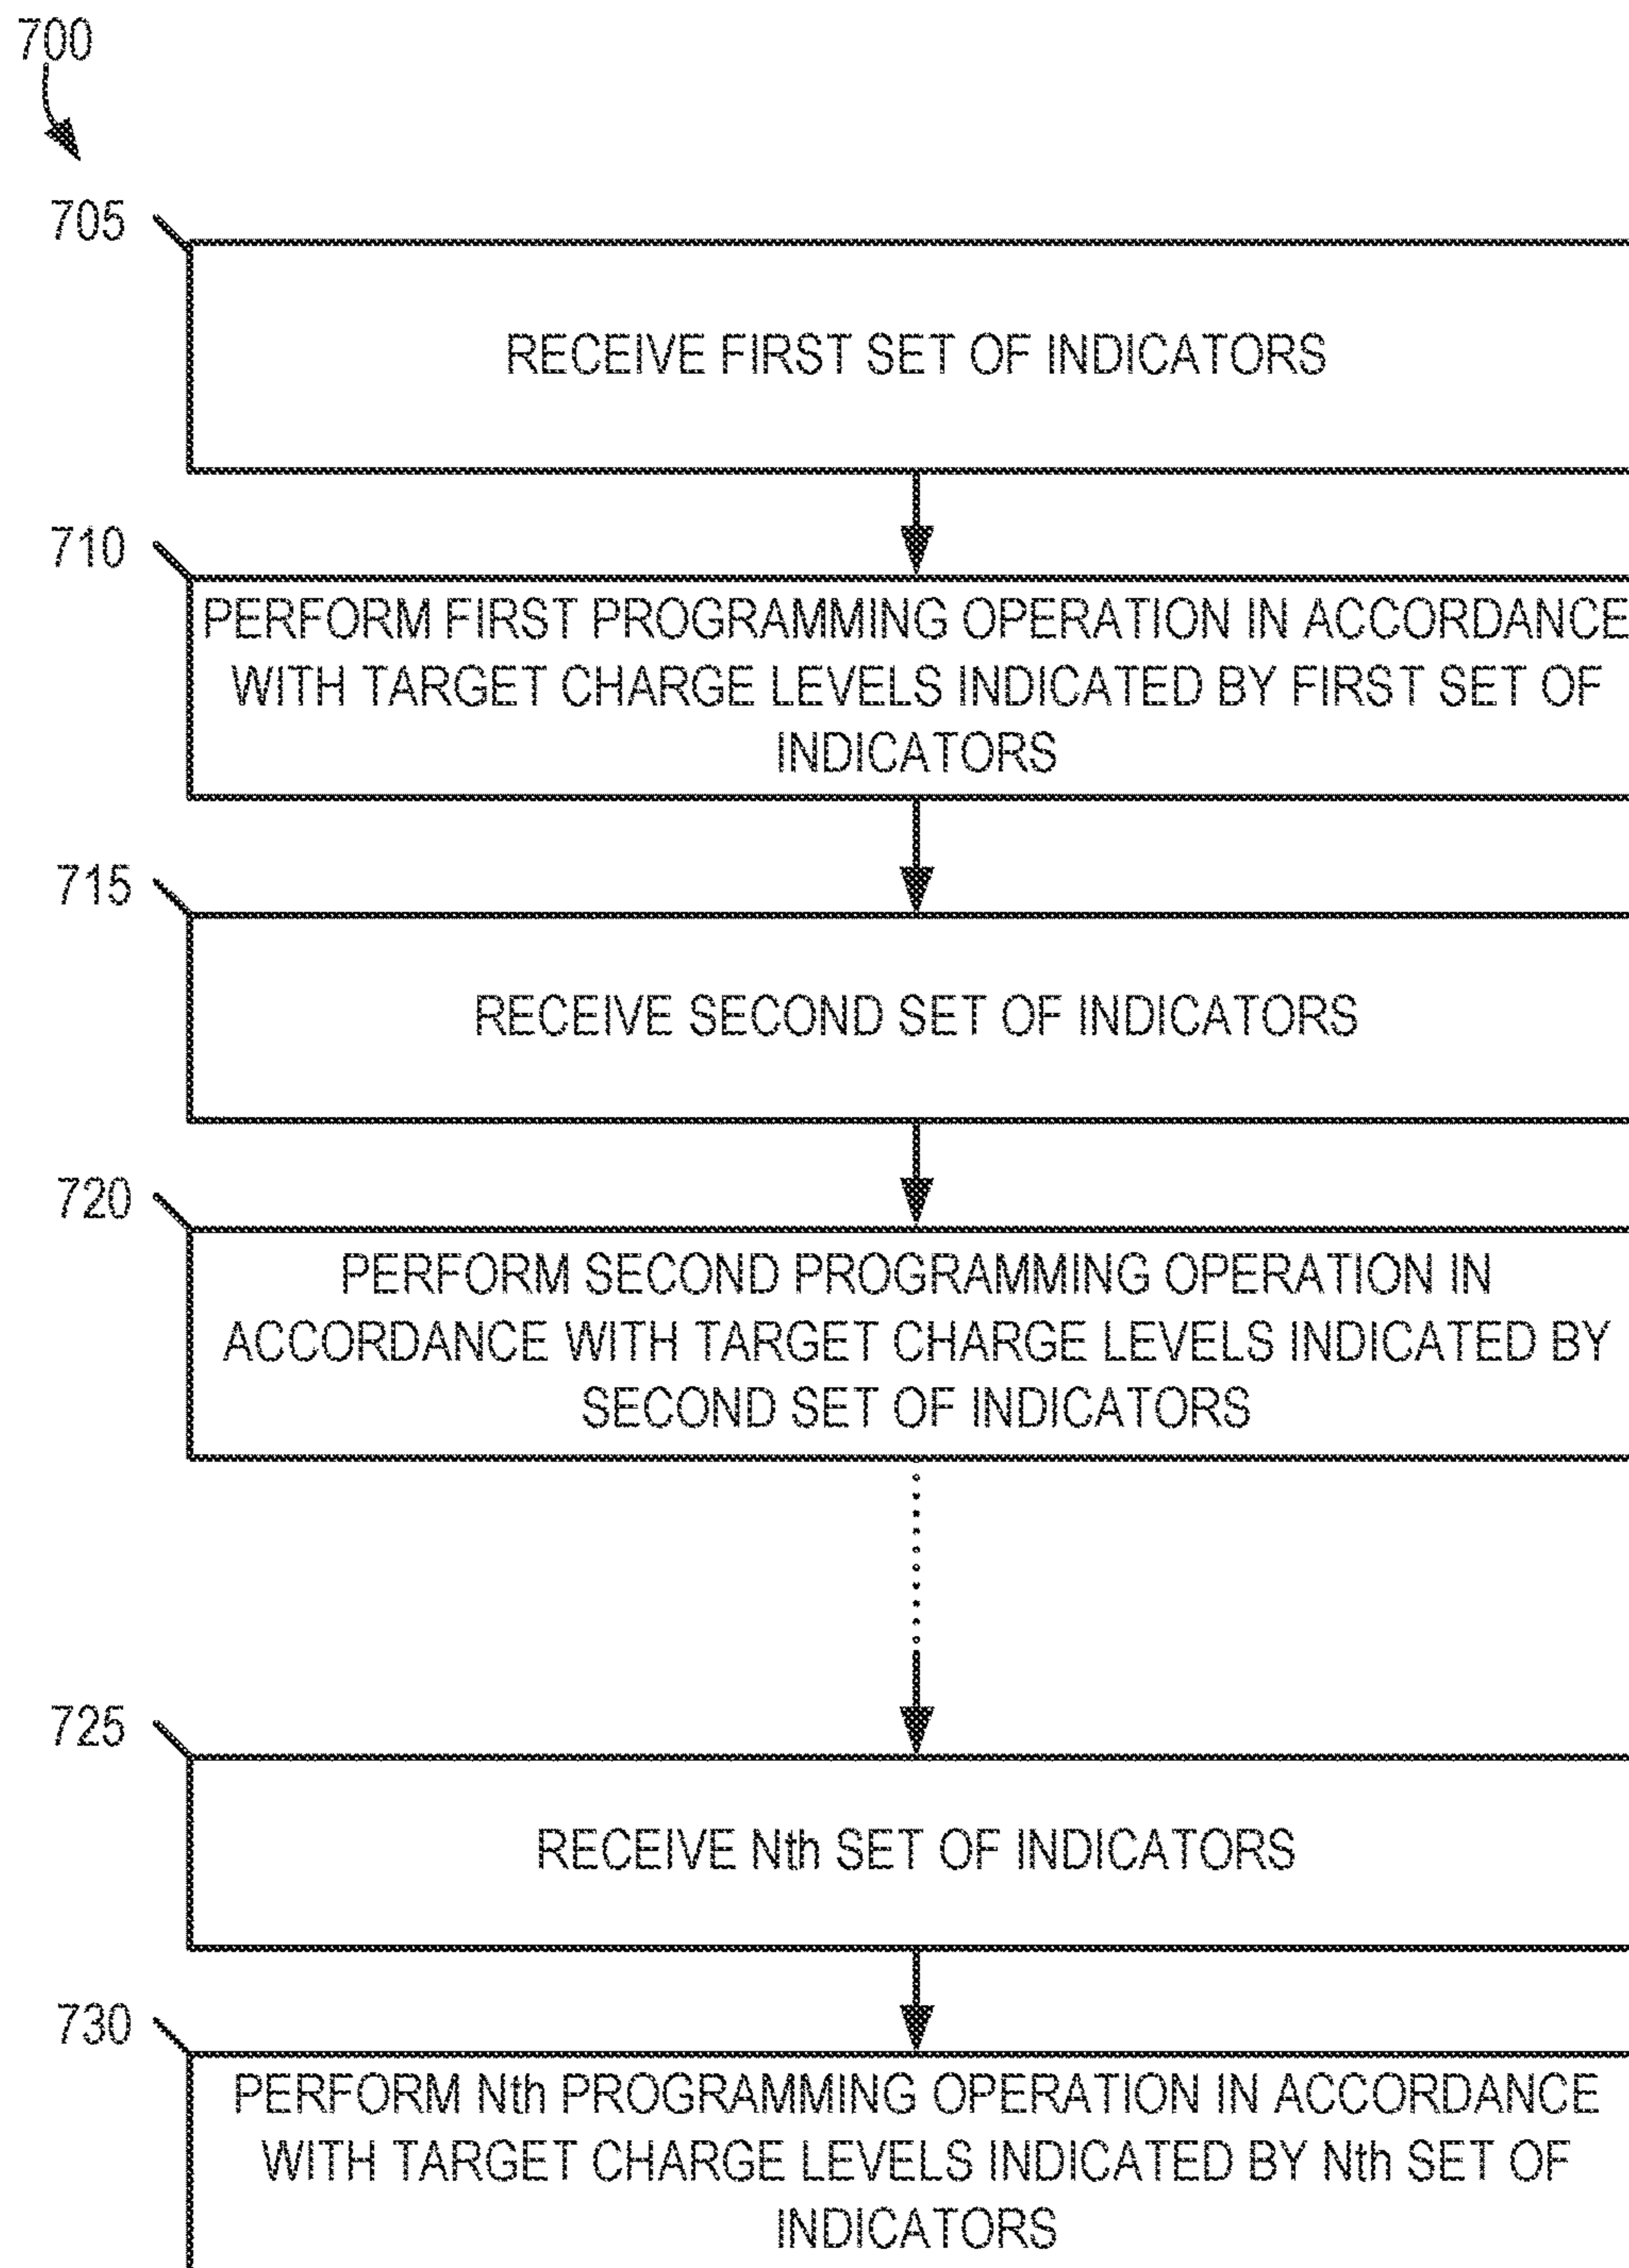 700
705
RECEIVE FIRST SET OF INDICATORS
710
PERFORM FIRST PROGRAMMING OPERATION IN ACCORDANCE
WITH TARGET CHARGE LEVELS INDICATED BY FIRST SET OF
INDICATORS
715
RECEIVE SECOND SET OF INDICATORS
720
PERFORM SECOND PROGRAMMING OPERATION IN
ACCORDANCE WITH TARGET CHARGE LEVELS INDICATED BY
SECOND SET OF INDICATORS
725
RECEIVE Nth SET OF INDICATORS
730
PERFORM Nth PROGRAMMING OPERATION IN ACCORDANCE
WITH TARGET CHARGE LEVELS INDICATED BY Nth SET OF
INDICATORS